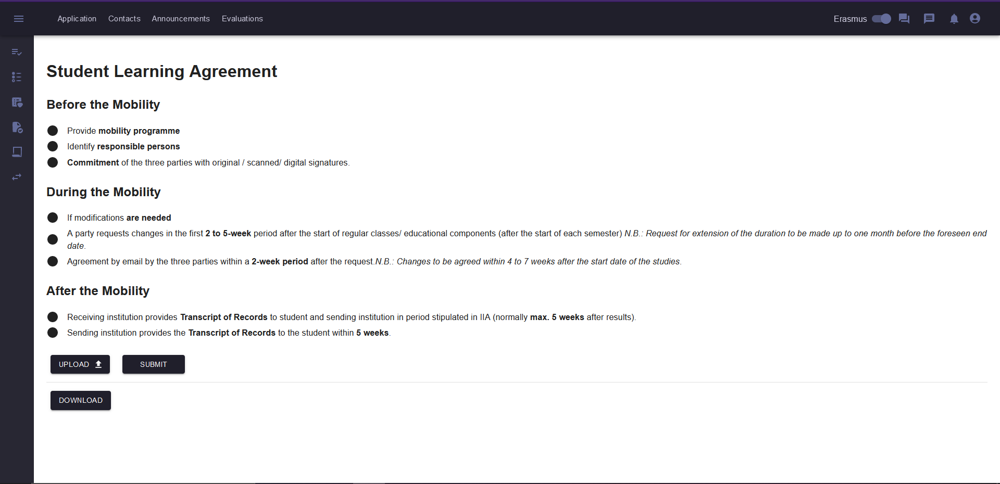 Application Contacts Announcements Evaluations Erasmus
Student Learning Agreement
Before the Mobility
Provide mobility programme
Identify responsible persons
Commitment of the three parties with original / scanned/ digital signatures.
During the Mobility
If modifications are needed
A party requests changes in the first 2 to 5-week period after the start of regular classes/ educational components (after the start of each semester) N.B.: Request for extension of the duration to be made up to one month before the foreseen end
date.
Agreement by email by the three parties within a 2-week period after the request.N.B.: Changes to be agreed within 4 to 7 weeks after the start date of the studies.
After the Mobility
Receiving institution provides Transcript of Records to student and sending institution in period stipulated in IIA (normally max. 5 weeks after results).
Sending institution provides the Transcript of Records to the student within 5 weeks.
UPLOAD SUBMIT
DOWNLOAD